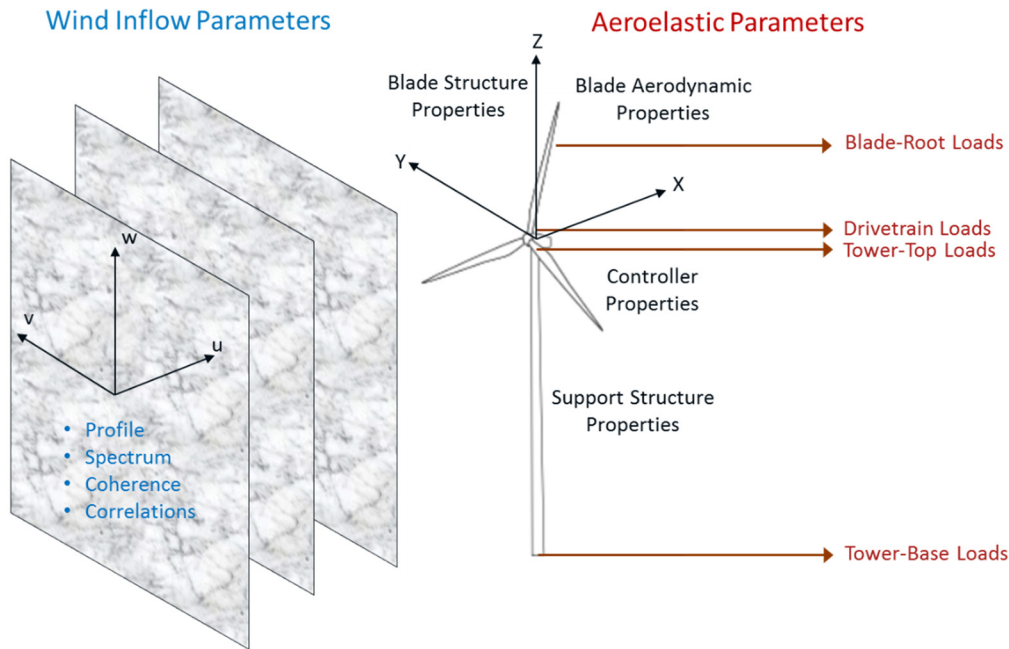 Wind Inflow Parameters
w
v
u
• Profile
• Spectrum
• Coherence
• Correlations
Aeroelastic Parameters
Z
Blade Structure
Properties
Blade Aerodynamic
Properties
Blade-Root Loads
Y
X
Drivetrain Loads
Tower-Top Loads
Controller
Properties
Support Structure
Properties
Tower-Base Loads